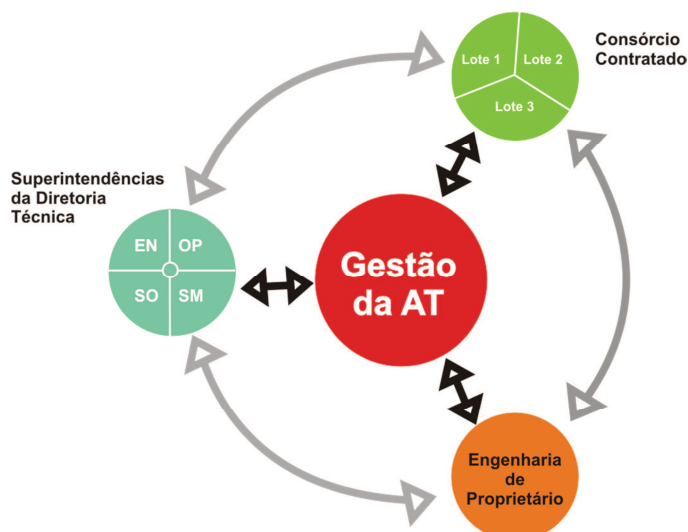 Consórcio
Contratado
Lote 1
Lote 2
Lote 3
Superintendências
da Diretoria
Técnica
EN
OP
SO
SM
Gestão
da AT
Engenharia
de
Proprietário